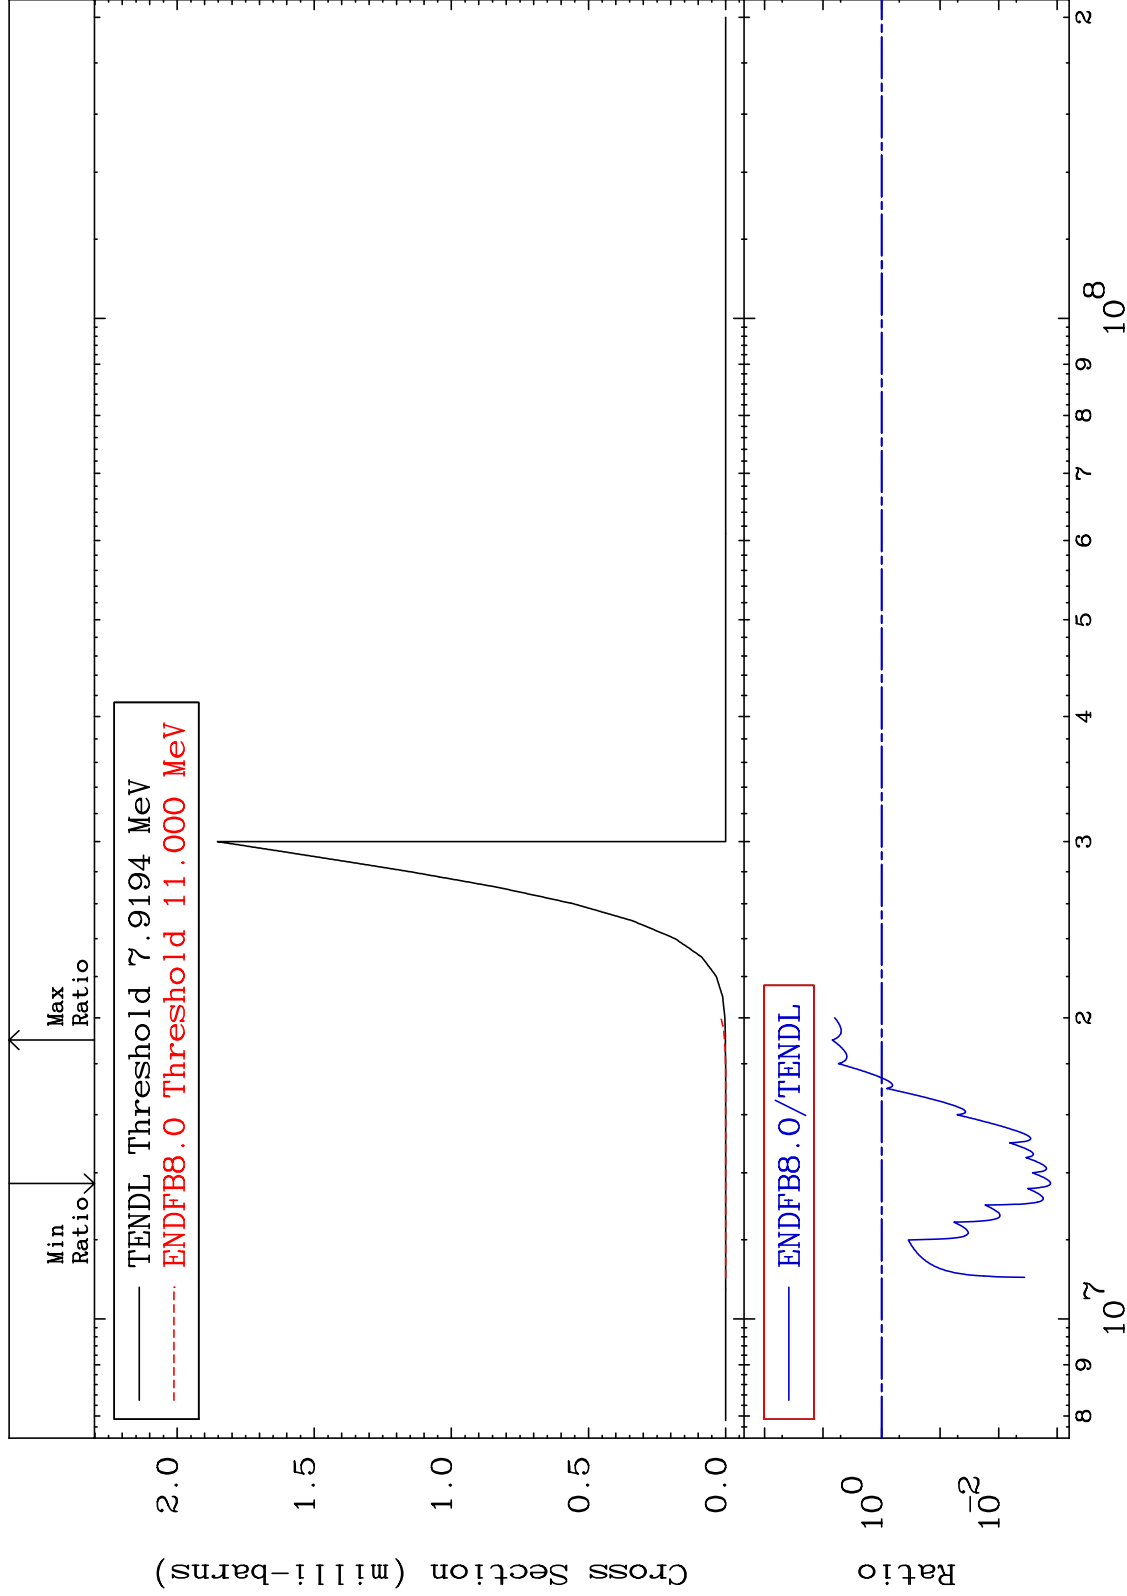 Min
Ratio
Max
Ratio
TENDL Threshold 7.9194 MeV
ENDFB8.0 Threshold 11.000 MeV
2.0
1.5
1.0
0.5
0.0
Cross Section (milli-barns)
ENDFB8.0/TENDL
10^0
10^-2
Ratio
8 9 10^7 2 3 4 5 6 7 8 9 10^8 2